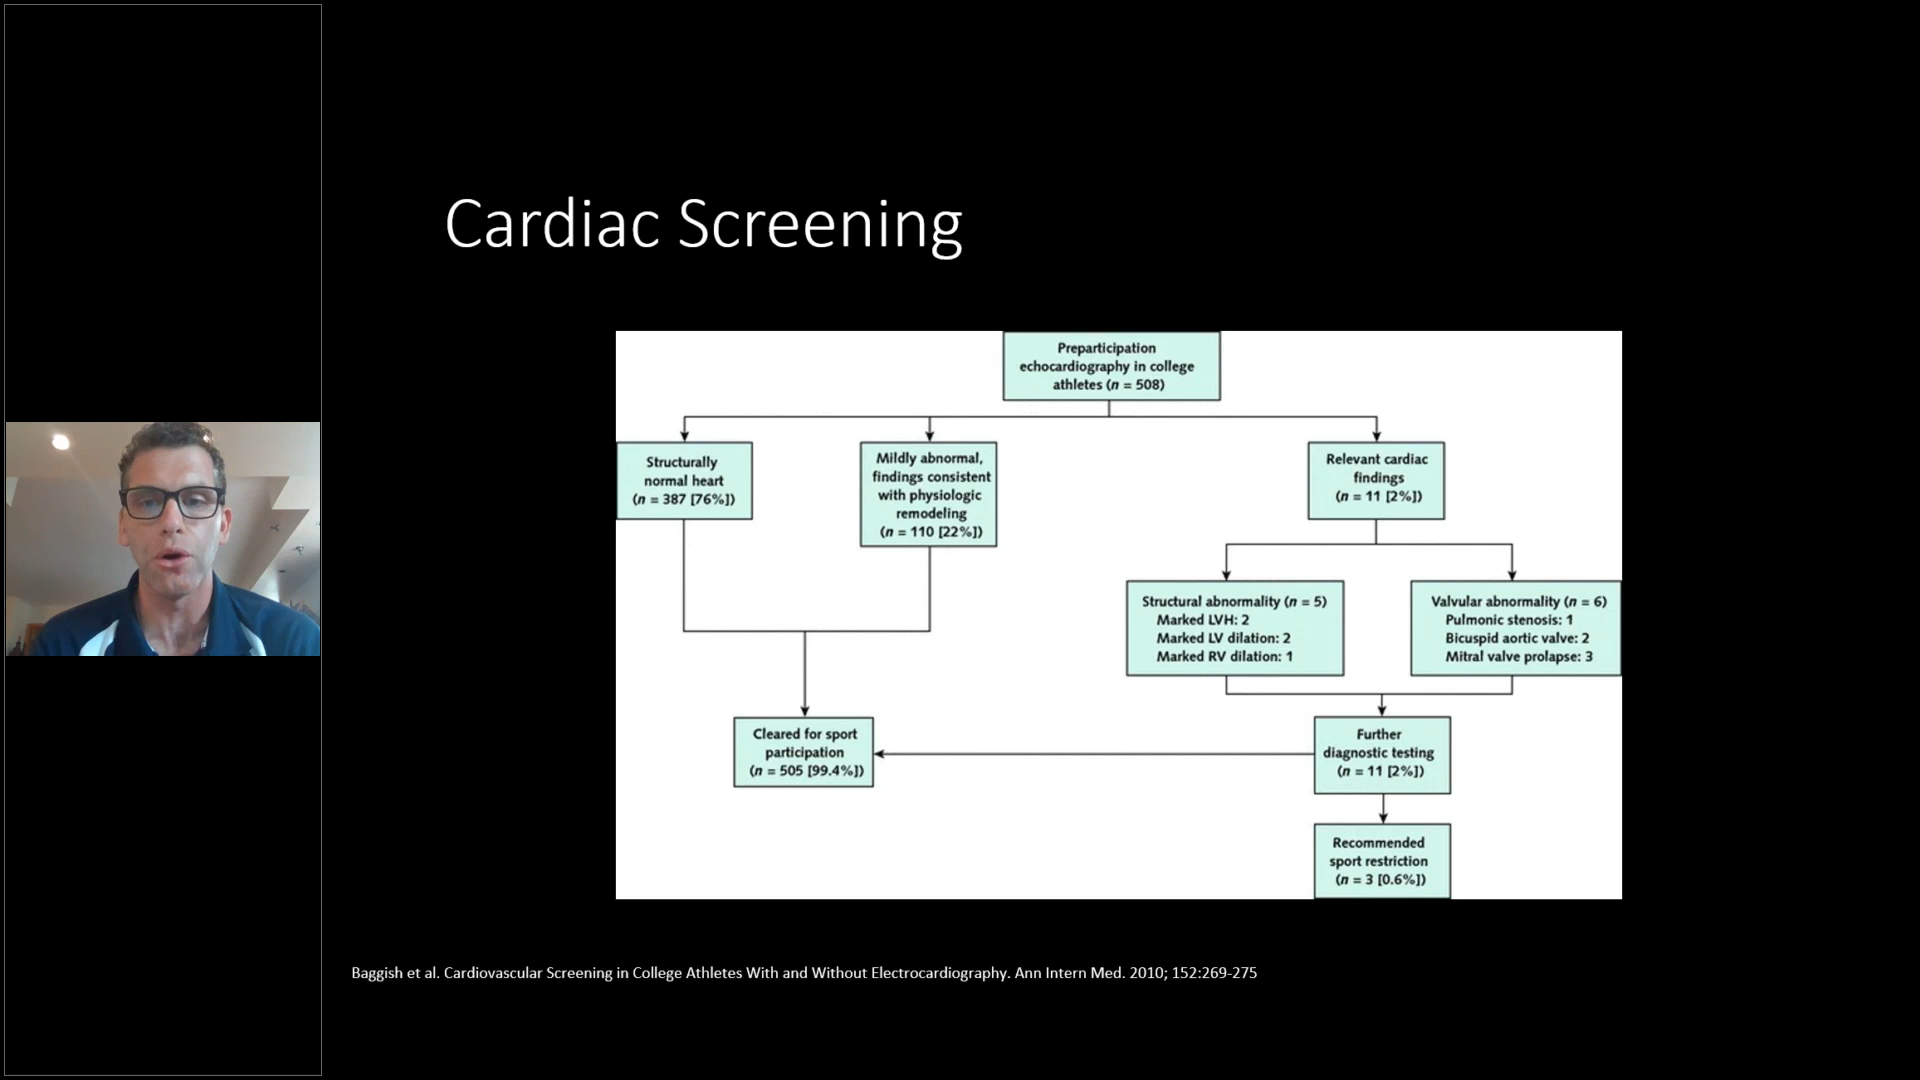 Cardiac Screening
Preparticipation
echocardiography in college
athletes (n = 508)
Structurally
normal heart
(n = 387 [76%])
Mildly abnormal,
findings consistent
with physiologic
remodeling
(n = 110 [22%])
Relevant cardiac
findings
(n = 11 [2%])
Structural abnormality (n = 5)
Marked LVH: 2
Marked LV dilation: 2
Marked RV dilation: 1
Valvular abnormality (n = 6)
Pulmonic stenosis: 1
Bicuspid aortic valve: 2
Mitral valve prolapse: 3
Cleared for sport
participation
(n = 505 [99.4%])
Further
diagnostic testing
(n = 11 [2%])
Recommended
sport restriction
(n = 3 [0.6%])
Baggish et al. Cardiovascular Screening in College Athletes With and Without Electrocardiography. Ann Intern Med. 2010; 152:269-275